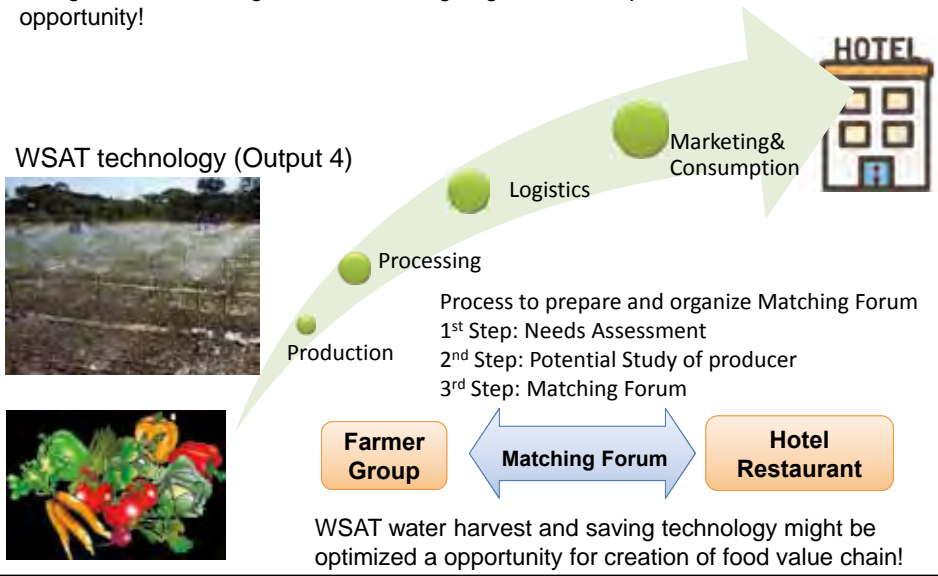 opportunity!
HOTEL
WSAT technology (Output 4)
Marketing&
Consumption
Logistics
Processing
Production
Process to prepare and organize Matching Forum
1st Step: Needs Assessment
2nd Step: Potential Study of producer
3rd Step: Matching Forum
Farmer
Group
Matching Forum
Hotel
Restaurant
WSAT water harvest and saving technology might be
optimized a opportunity for creation of food value chain!